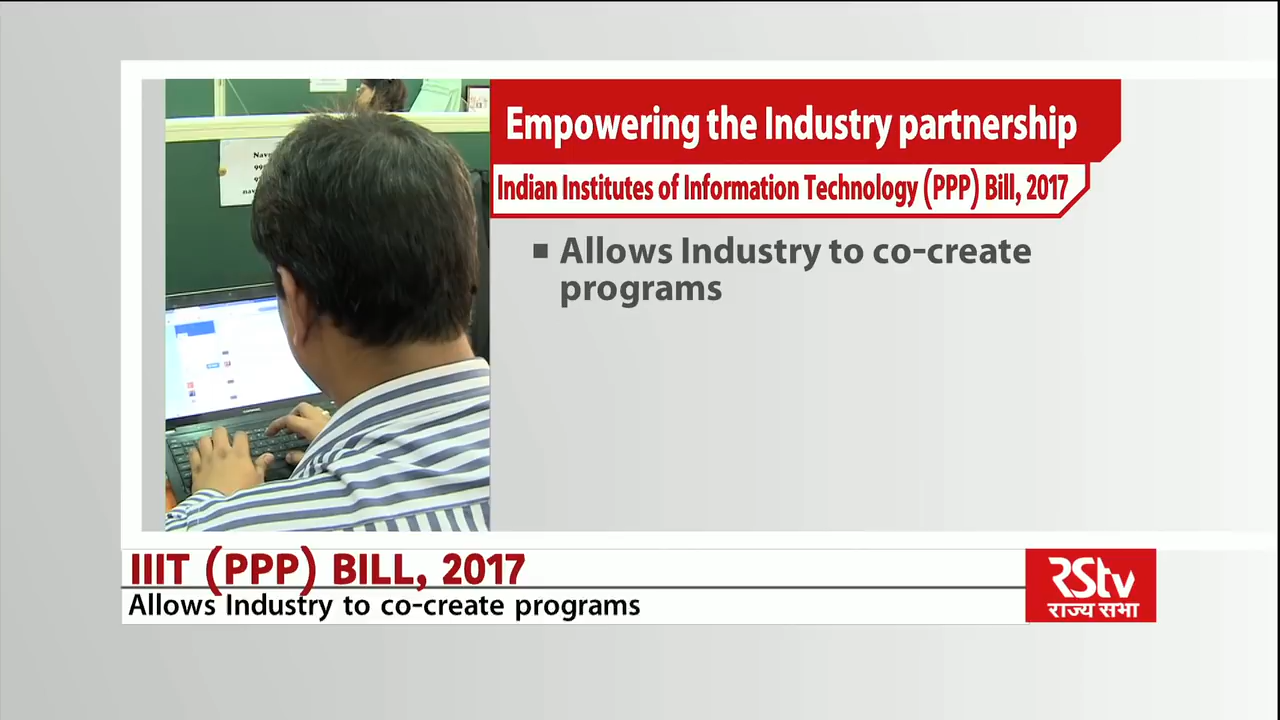 Empowering the Industry partnership
Indian Institutes of Information Technology (PPP) Bill, 2017
▪ Allows Industry to co-create
programs
IIIT (PPP) BILL, 2017
Allows Industry to co-create programs
RStv
राज्य सभा